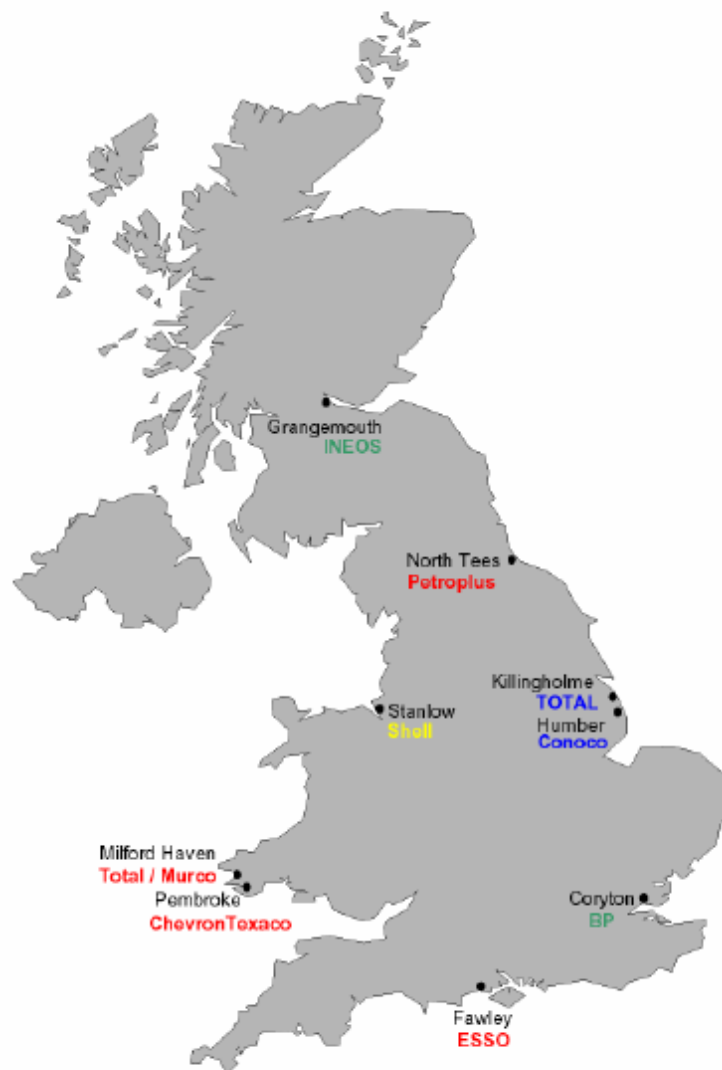 Grangemouth
INEOS
North Tees
Petroplus
Killingholme
TOTAL
Humber
Conoco
Stanlow
Shell
Milford Haven
Total / Murco
Pembroke
ChevronTexaco
Coryton
BP
Fawley
ESSO